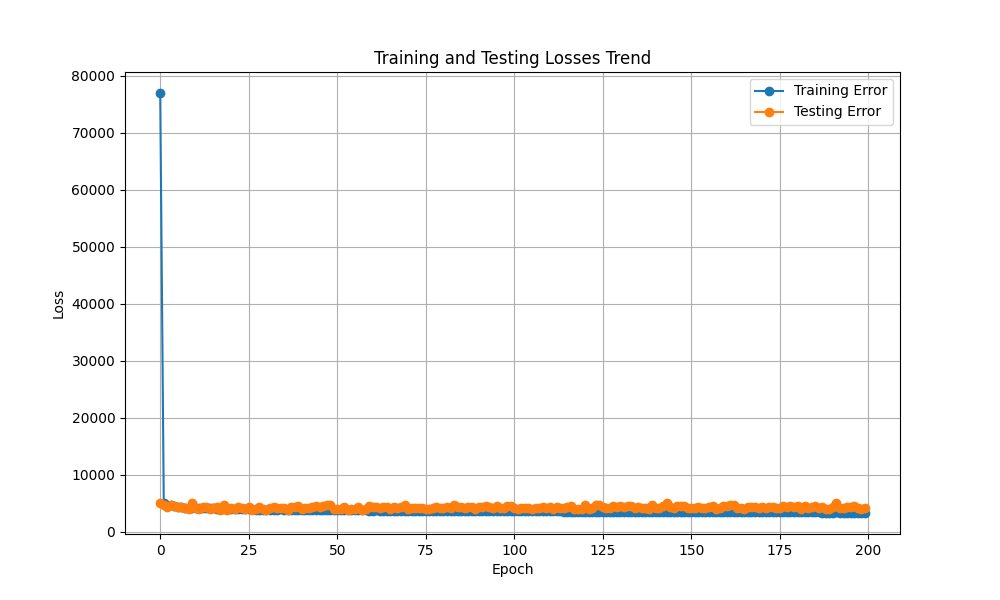 Training and Testing Losses Trend
80000
70000
60000
50000
40000
30000
20000
10000
0
Loss
Training Error
Testing Error
0 25 50 75 100 125 150 175 200
Epoch